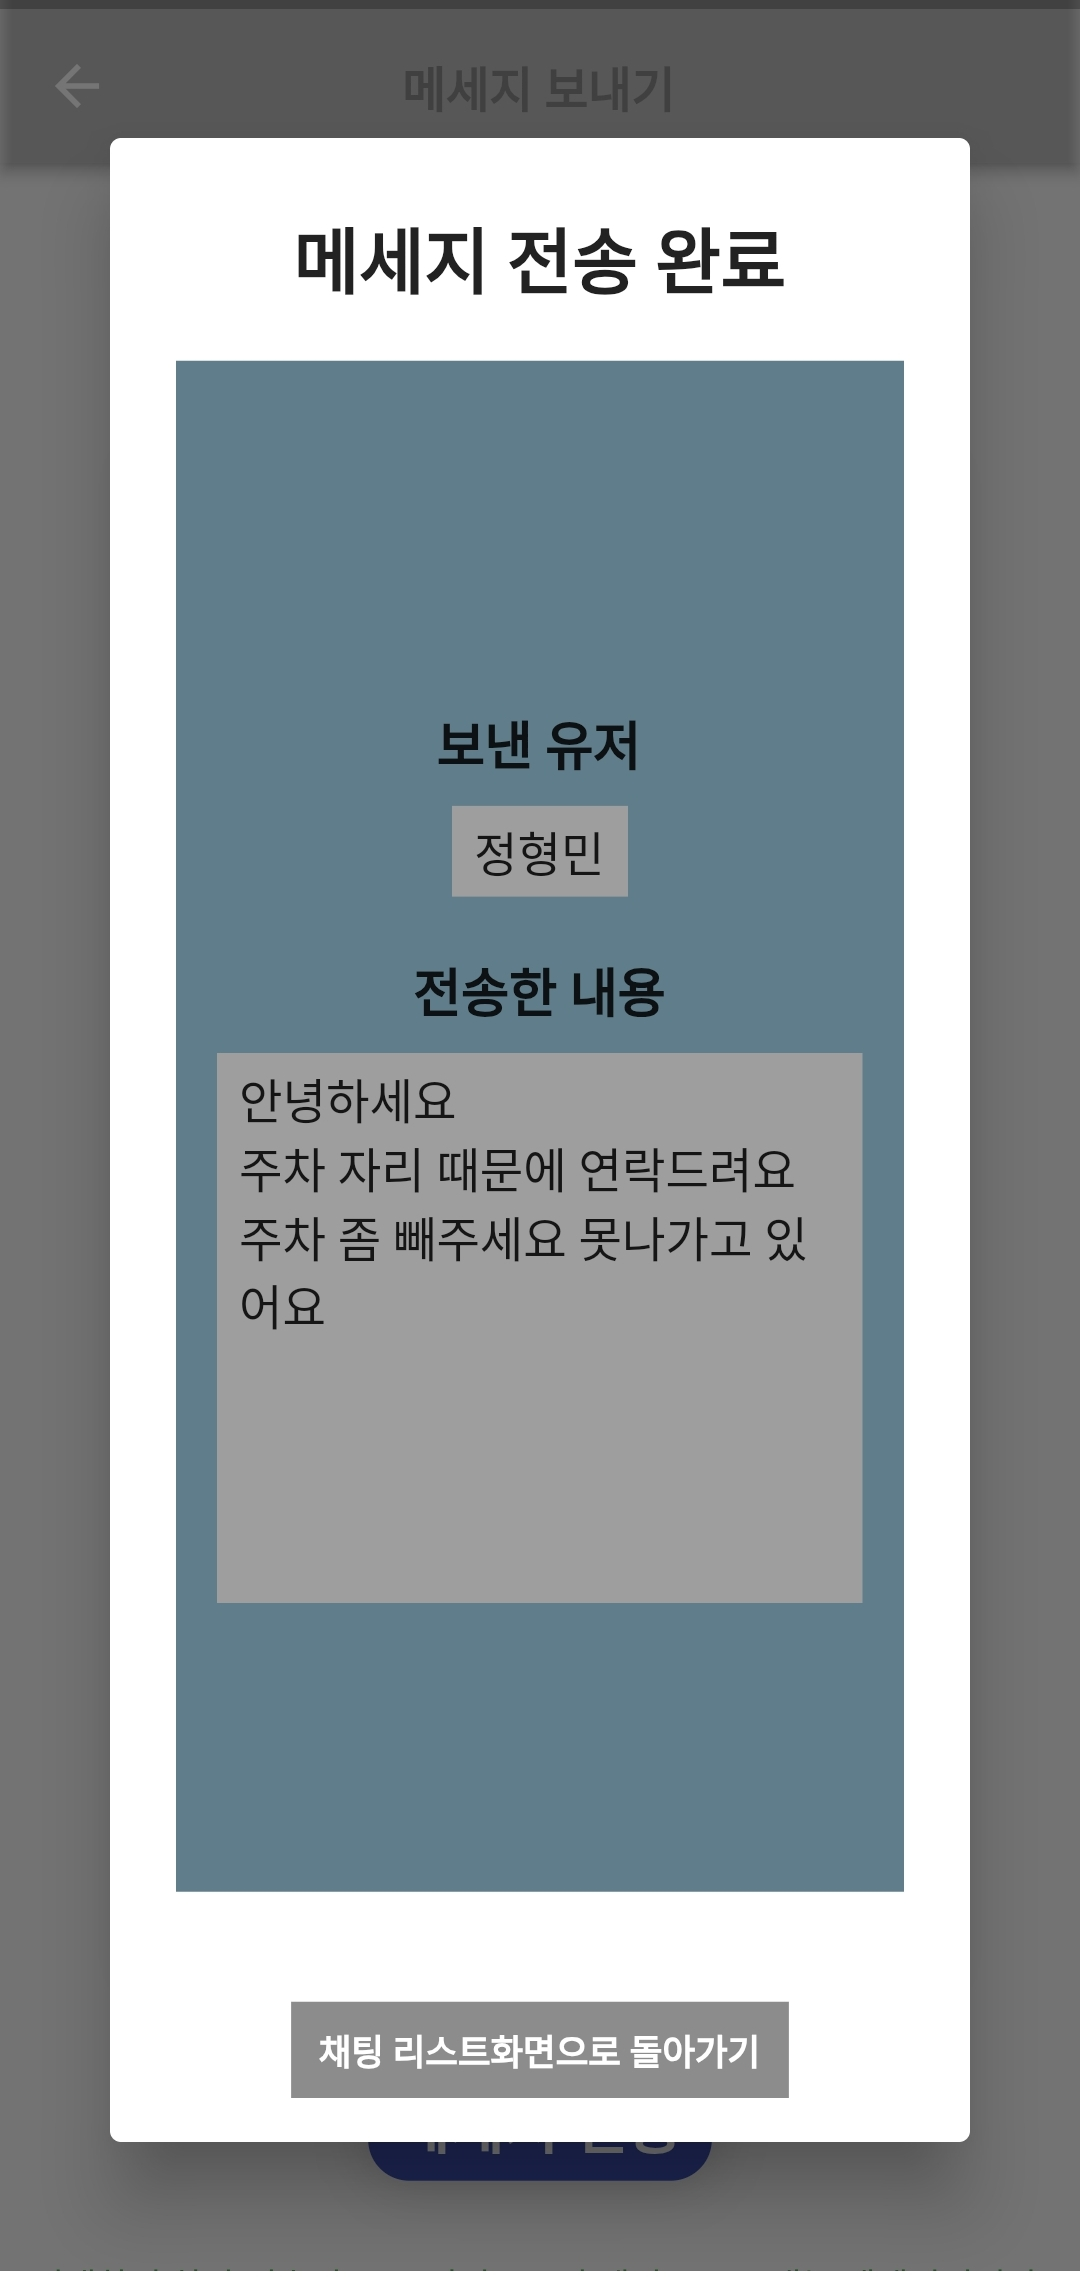 메세지 보내기
메세지 전송 완료
보낸 유저
정형민
전송한 내용
안녕하세요
주차 자리 때문에 연락드려요
주차 좀 빼주세요 못나가고 있
어요
채팅 리스트화면으로 돌아가기